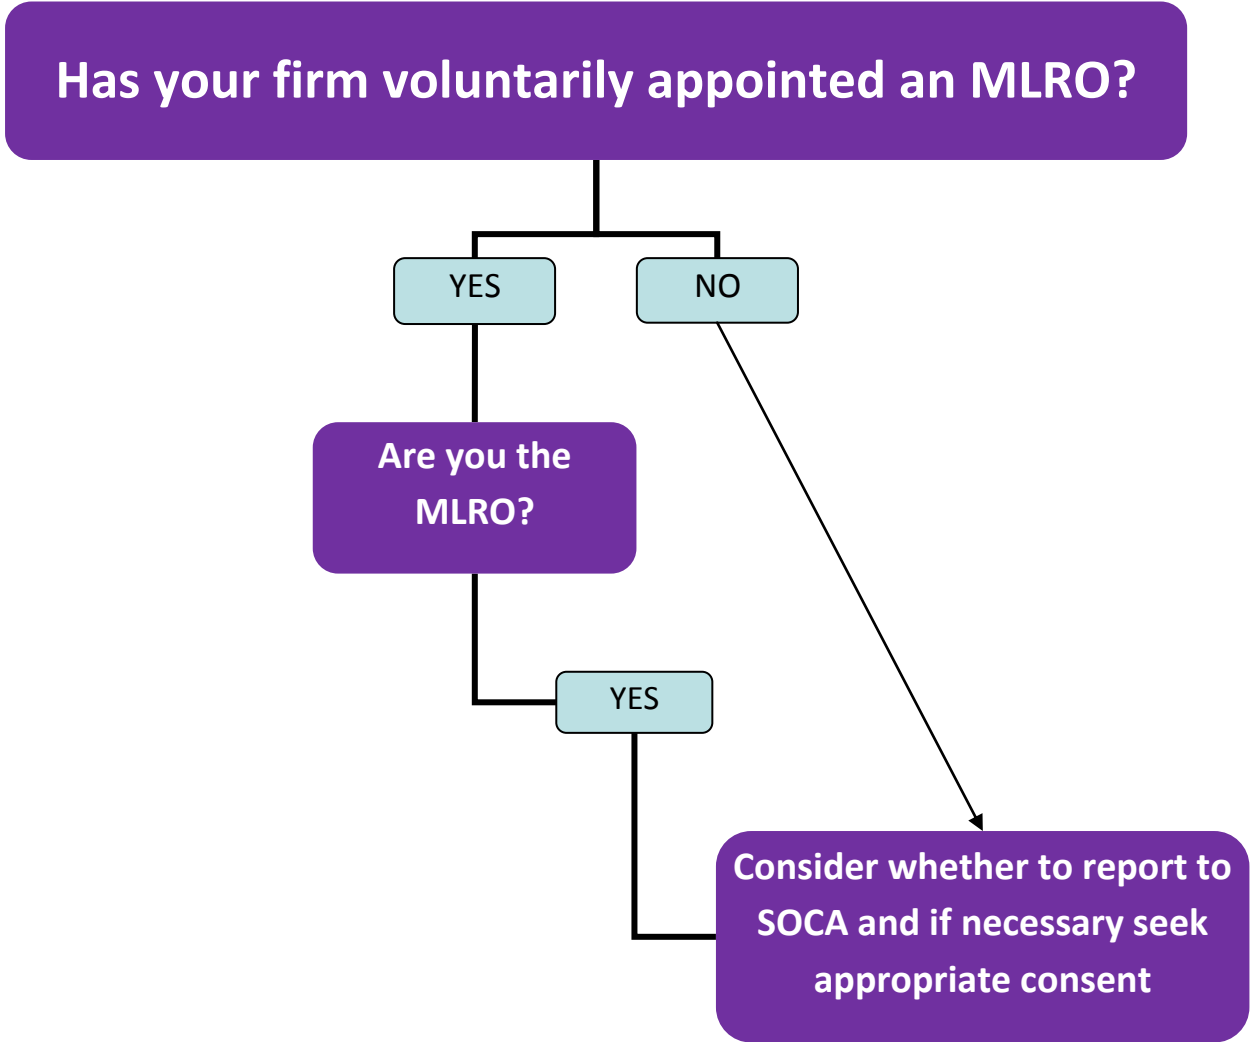 Has your firm voluntarily appointed an MLRO?
YES
NO
Are you the
MLRO?
YES
Consider whether to report to
SOCA and if necessary seek
appropriate consent